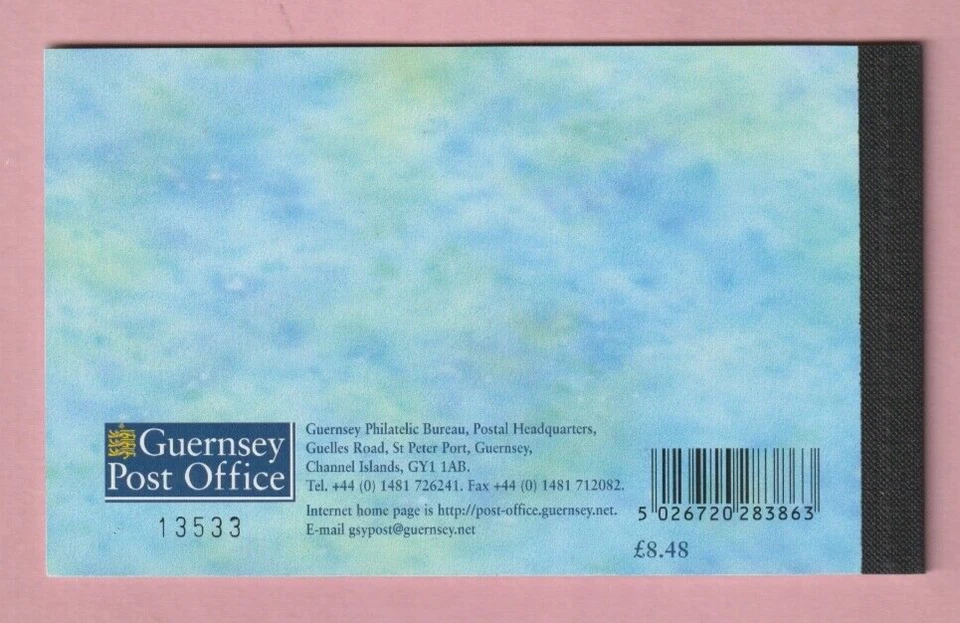 Guernsey
Post Office
13533
Guernsey Philatelic Bureau, Postal Headquarters,
Guelles Road, St Peter Port, Guernsey,
Channel Islands, GY1 1AB.
Tel. +44 (0) 1481 726241. Fax +44 (0) 1481 712082.
Internet home page is http://post-office.guernsey.net.
E-mail gsypost@guernsey.net
5 026720 283863
£8.48